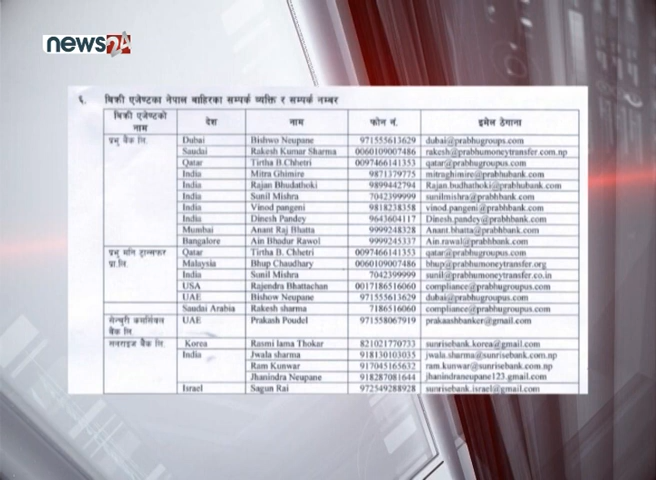 news24
६. बिक्री एजेण्टका नेपाल बाहिरका सम्पर्क व्यक्ति र सम्पर्क नम्बर
बिक्री एजेण्टको नाम देश नाम फोन नं. इमेल ठेगाना
प्रभु बैंक लि. Dubai Bishwo Neupane 971555613629 dubai@prabhugroups.com
Saudai Rakesh Kumar Sharma 0060109007486 rakesh@prabhumoneytransfer.com.np
Qatar Tirtha B.Chhetri 0097466141353 qatar@prabhugroupus.com
India Mitra Ghimire 9871379775 mitraghimire@prabhubank.com
India Rajan Bhudathoki 9899442794 Rajan.budhathoki@prabhubank.com
India Sunil Mishra 7042399999 sunilmishra@prabhbank.com
India Vinod pangeni 9818238358 vinod.pangeni@prabhbank.com
India Dinesh Pandey 9643604117 Dinesh.pandey@prabhbank.com
Mumbai Anant Raj Bhatta 9999248328 Anant.bhatta@prabhbank.com
Bangalore Ain Bhadur Rawol 9999245337 Ain.rawal@prabhbank.com
प्रभु मनि ट्रान्सफर प्रा.लि. Qatar Tirtha B. Chhetri 0097466141353 qatar@prabhugroupus.com
Malaysia Bhup Chaudhary 0060109007486 bhup@prabhumoneytransfer.org
India Sunil Mishra 7042399999 sunil@prabhumoneytransfer.co.in
USA Rajendra Bhattachan 0017186516060 compliance@prabhugroupus.com
UAE Bishow Neupane 971555613629 dubai@prabhugroupus.com
Saudai Arabia Rakesh sharma 7186516060 compliance@prabhugroupus.com
सेन्चुरी कमर्सियल बैंक लि. UAE Prakash Poudel 971558067919 prakaashbanker@gmail.com
सनराइज बैंक लि. Korea Rasmi lama Thokar 821021770733 sunrisebank.korea@gmail.com
India Jwala sharma 918130103035 jwala.sharma@sunrisebank.com.np
Ram Kunwar 917045165632 ram.kunwar@sunrisebank.com.np
Jhanindra Neupane 918287081644 jhanindraneupane123.gmail.com
Israel Sagun Rai 972549288928 sunrisebank.israel@gmail.com